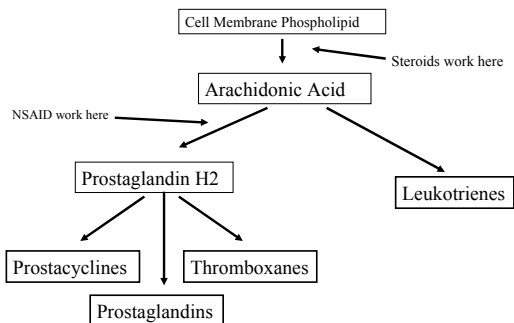 Cell Membrane Phospholipid
Steroids work here
Arachidonic Acid
NSAID work here
Prostaglandin H2
Leukotrienes
Prostacyclines
Thromboxanes
Prostaglandins